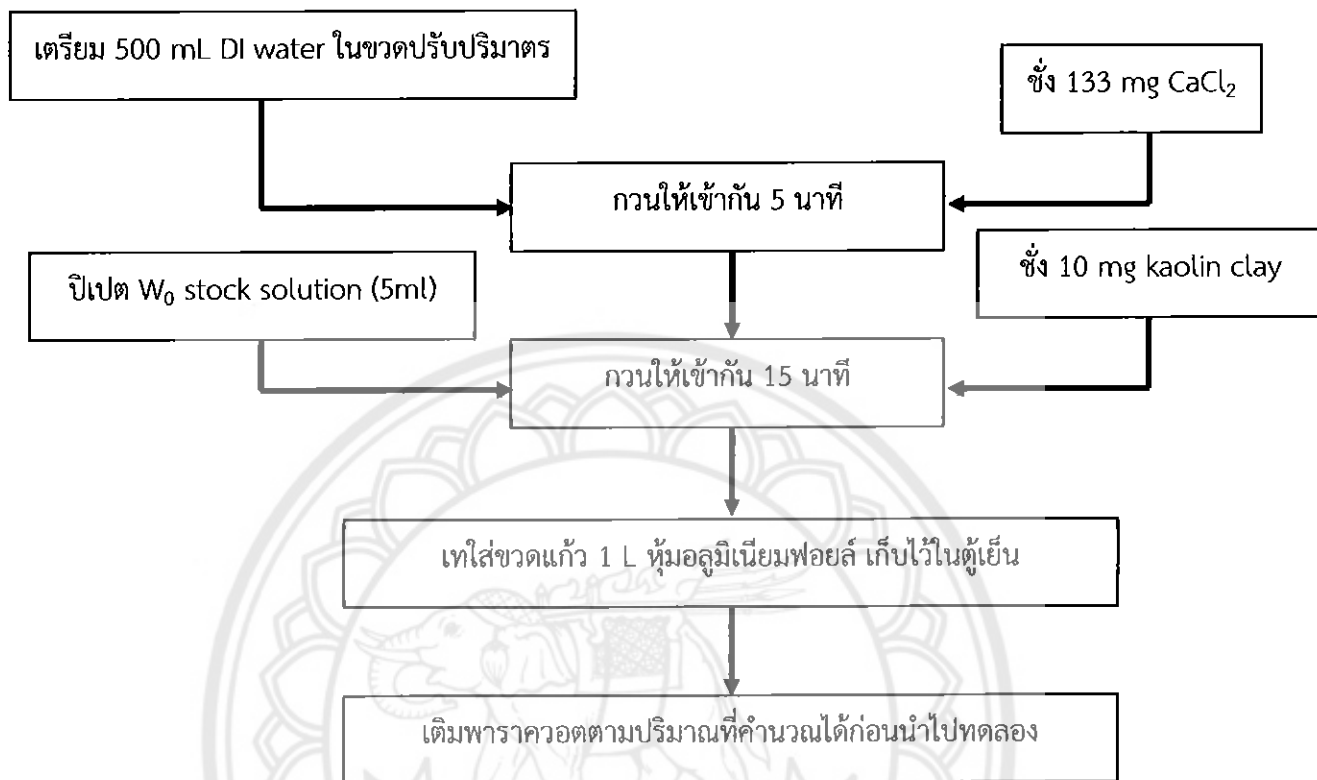 เตรียม 500 mL DI water ในขวดปรับปริมาตร
ชั่ง 133 mg CaCl₂
กวนให้เข้ากัน 5 นาที
ปิเปต W₀ stock solution (5ml)
ชั่ง 10 mg kaolin clay
กวนให้เข้ากัน 15 นาที
เทใส่ขวดแก้ว 1 L หุ้มอลูมิเนียมฟอยล์ เก็บไว้ในตู้เย็น
เติมพาราควอตตามปริมาณที่คำนวณได้ก่อนนำไปทดลอง